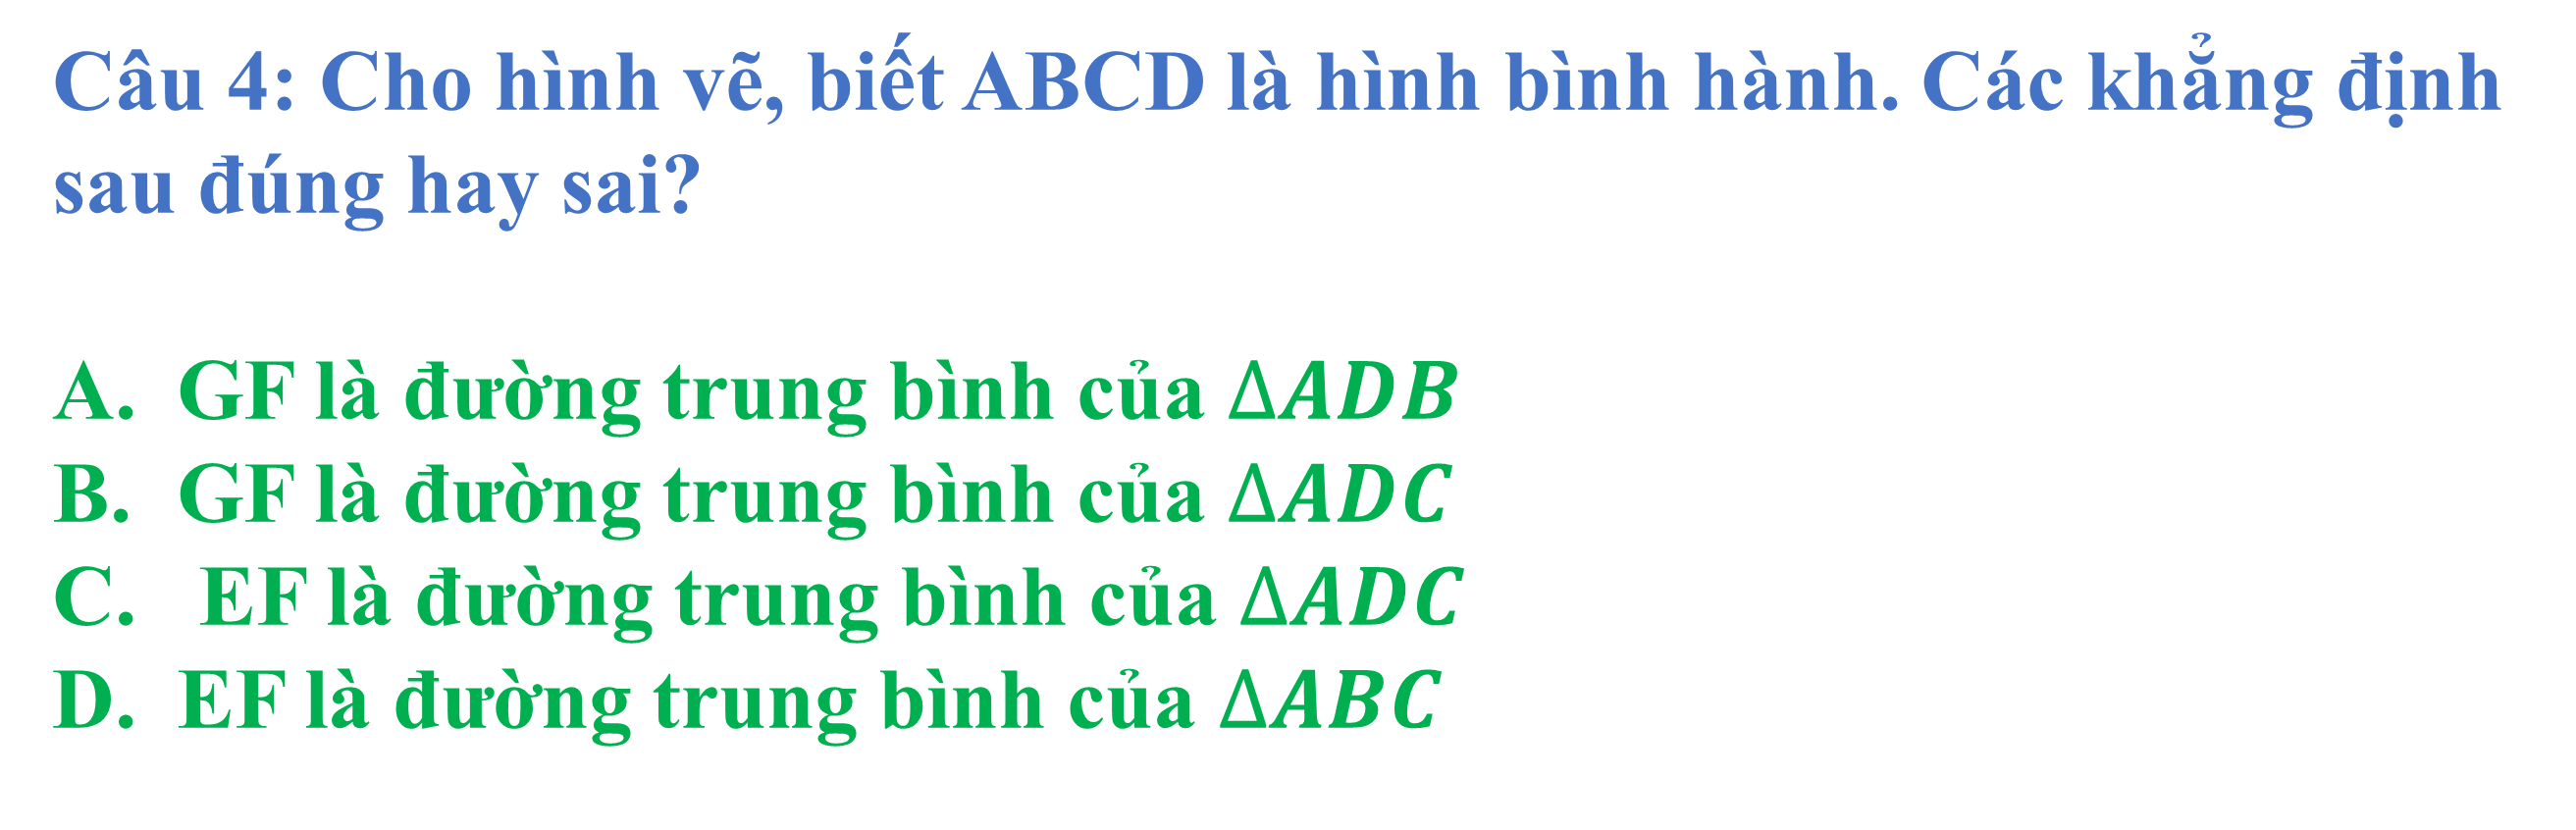 Câu 4: Cho hình vẽ, biết ABCD là hình bình hành. Các khẳng định
sau đúng hay sai?
A. GF là đường trung bình của ΔADB
B. GF là đường trung bình của ΔADC
C. EF là đường trung bình của ΔADC
D. EF là đường trung bình của ΔABC